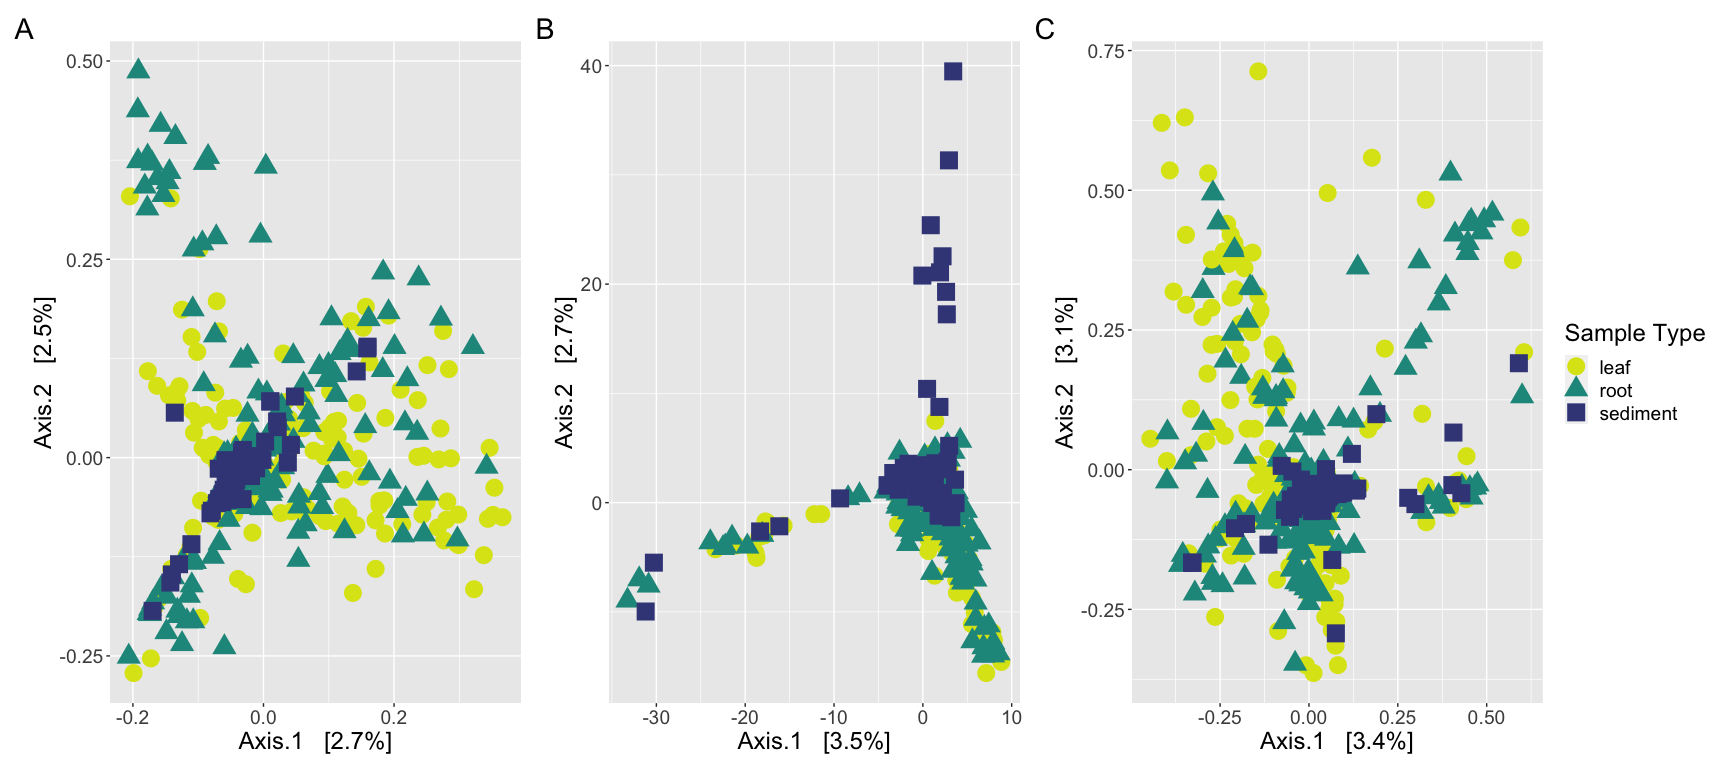 A
B
C
0.50
0.25
0.00
-0.25
Axis.2 [2.5%]
-0.2
0.0
0.2
Axis.1 [2.7%]
40
20
0
Axis.2 [2.7%]
-30
-20
-10
0
10
Axis.1 [3.5%]
0.75
0.50
0.25
0.00
-0.25
Axis.2 [3.1%]
-0.25
0.00
0.25
0.50
Axis.1 [3.4%]
Sample Type
leaf
root
sediment